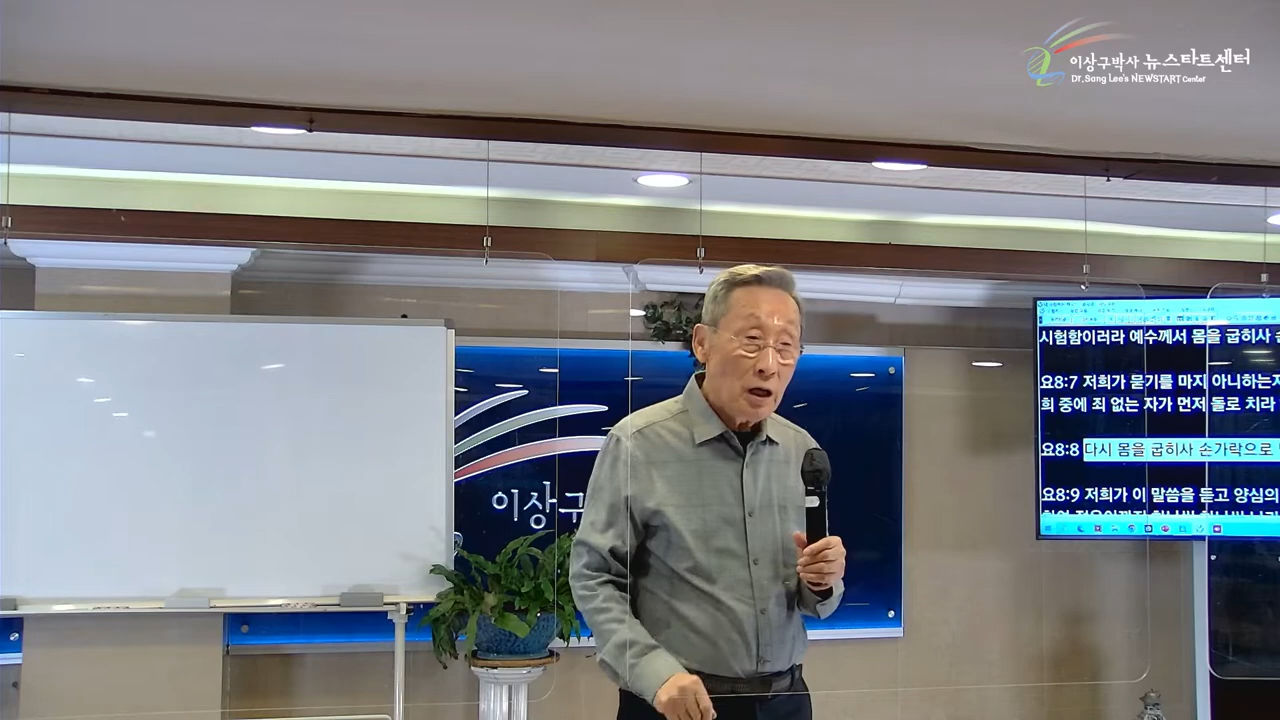 이상구박사 뉴스타트센터
Dr.Sang Lee's NEWSTART Center
시험함이러라 예수께서 몸을 굽히사
요8:7 저희가 묻기를 마지 아니하는
희 중에 죄 없는 자가 먼저 돌로 치라
요8:8 다시 몸을 굽히사 손가락으로
요8:9 저희가 이 말씀을 듣고 양심의
이상구